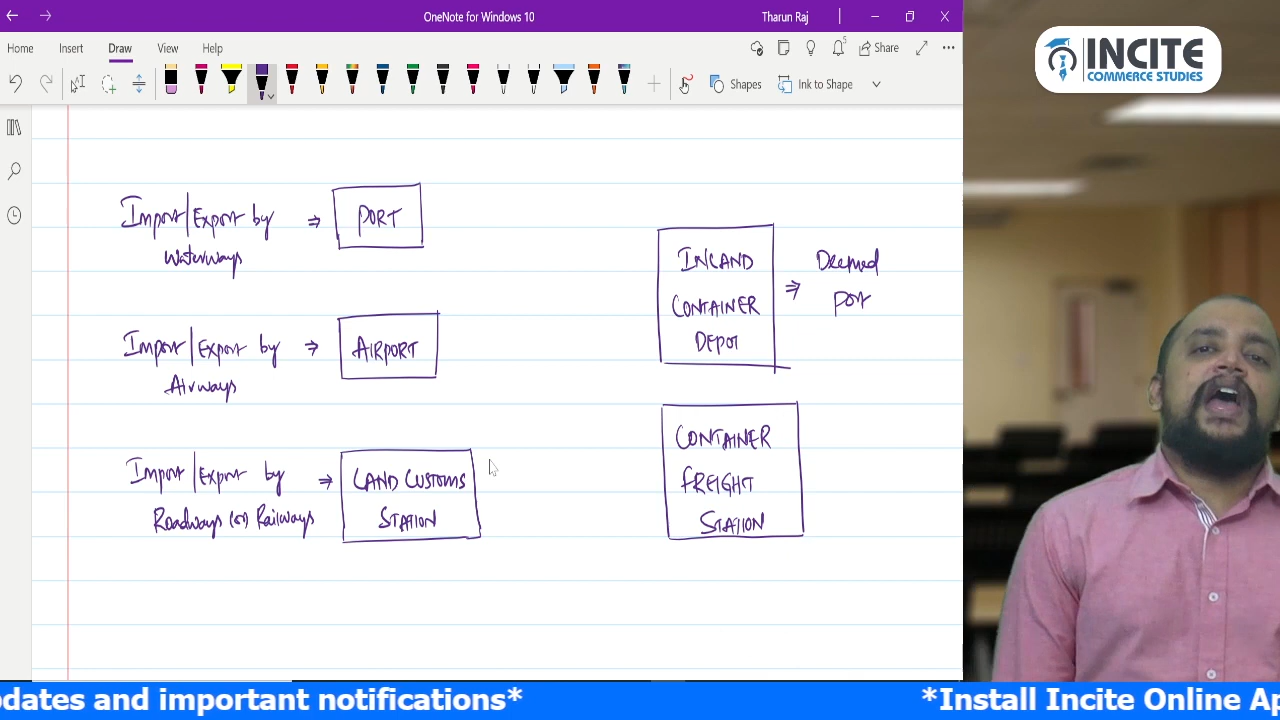 OneNote for Windows 10
Tharun Raj
Home Insert Draw View Help
5
Share
Shapes
Ink to Shape
INCITE
COMMERCE STUDIES
Import/Export by ⇒ PORT
Waterways
Import/Export by ⇒ AIRPORT
Airways
Import/Export by ⇒ LAND CUSTOMS
Roadways (or) Railways STATION
INLAND ⇒ Deemed
CONTAINER Port
DEPOT
CONTAINER
FREIGHT
STATION
pdates and important notifications* *Install Incite Online Ap